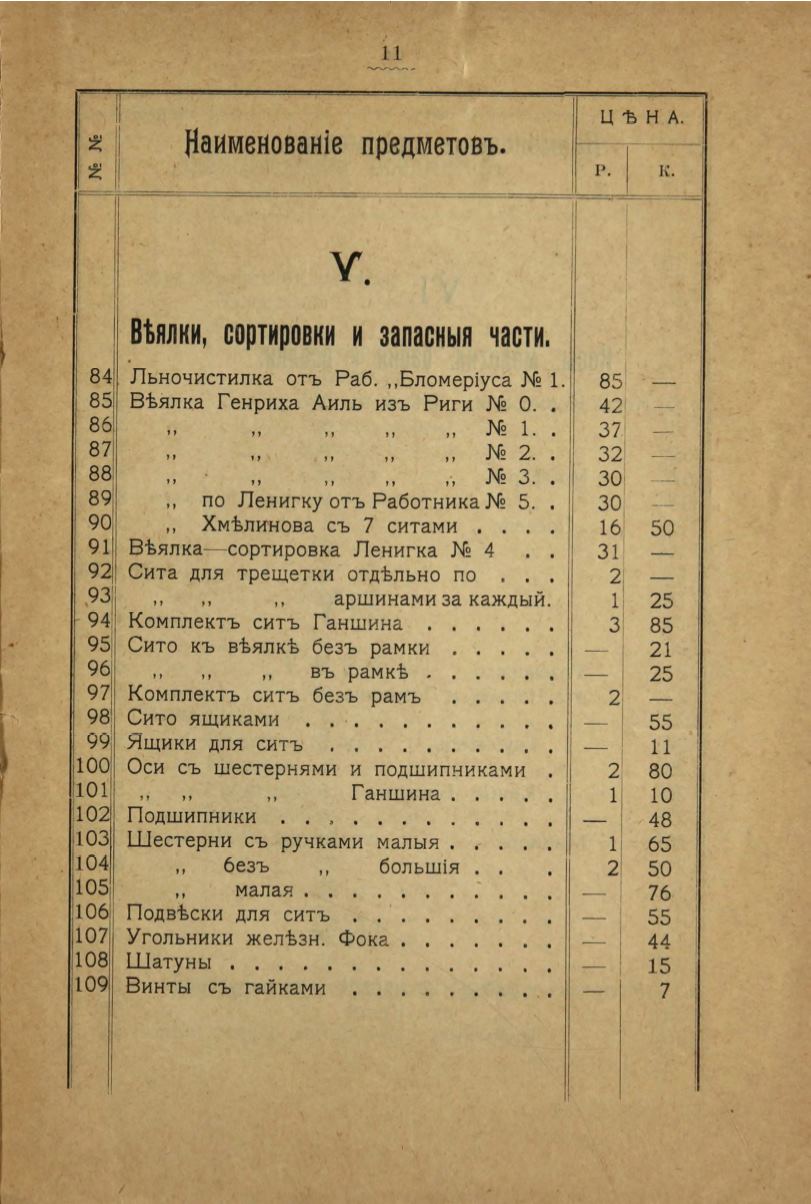 11
№ №
Наименованіе предметовъ.
ЦѢНА.
Р. К.
Ѵ.
Вѣялки, сортировки и запасныя части.
84 Льночистилка отъ Раб. ,,Бломеріуса № 1. 85 —
85 Вѣялка Генриха Аиль изъ Риги № 0. . 42 —
86 ,, ,, ,, ,, ,, № 1. . 37 —
87 ,, ,, ,, ,, ,, № 2. . 32 —
88 ,, ,, ,, ,, ,, № 3. . 30 —
89 ,, по Ленигку отъ Работника № 5. . 30 —
90 ,, Хмѣлинова съ 7 ситами . . . . 16 50
91 Вѣялка—сортировка Ленигка № 4 . . 31 —
92 Сита для трещетки отдѣльно по . . . 2 —
93 ,, ,, ,, аршинами за каждый. 1 25
94 Комплектъ ситъ Ганшина . . . . . . 3 85
95 Сито къ вѣялкѣ безъ рамки . . . . . — 21
96 ,, ,, ,, въ рамкѣ . . . . . . — 25
97 Комплектъ ситъ безъ рамъ . . . . . 2 —
98 Сито ящиками . . . . . . . . . . . — 55
99 Ящики для ситъ . . . . . . . . . . — 11
100 Оси съ шестернями и подшипниками . 2 80
101 ,, ,, ,, Ганшина . . . . . 1 10
102 Подшипники . . . . . . . . . . . . — 48
103 Шестерни съ ручками малыя . . . . . 1 65
104 ,, безъ ,, большія . . . 2 50
105 ,, малая . . . . . . . . . . . — 76
106 Подвѣски для ситъ . . . . . . . . . — 55
107 Угольники желѣзн. Фока . . . . . . . — 44
108 Шатуны . . . . . . . . . . . . . . — 15
109 Винты съ гайками . . . . . . . . . — 7